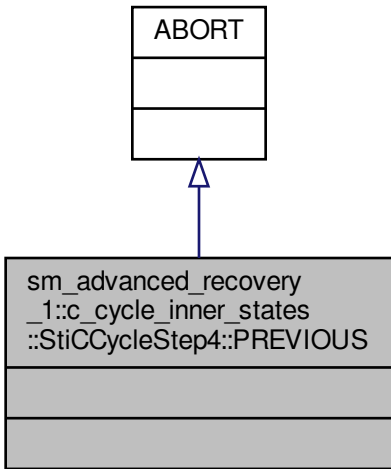 ABORT
sm_advanced_recovery
_1::c_cycle_inner_states
::StiCCycleStep4::PREVIOUS